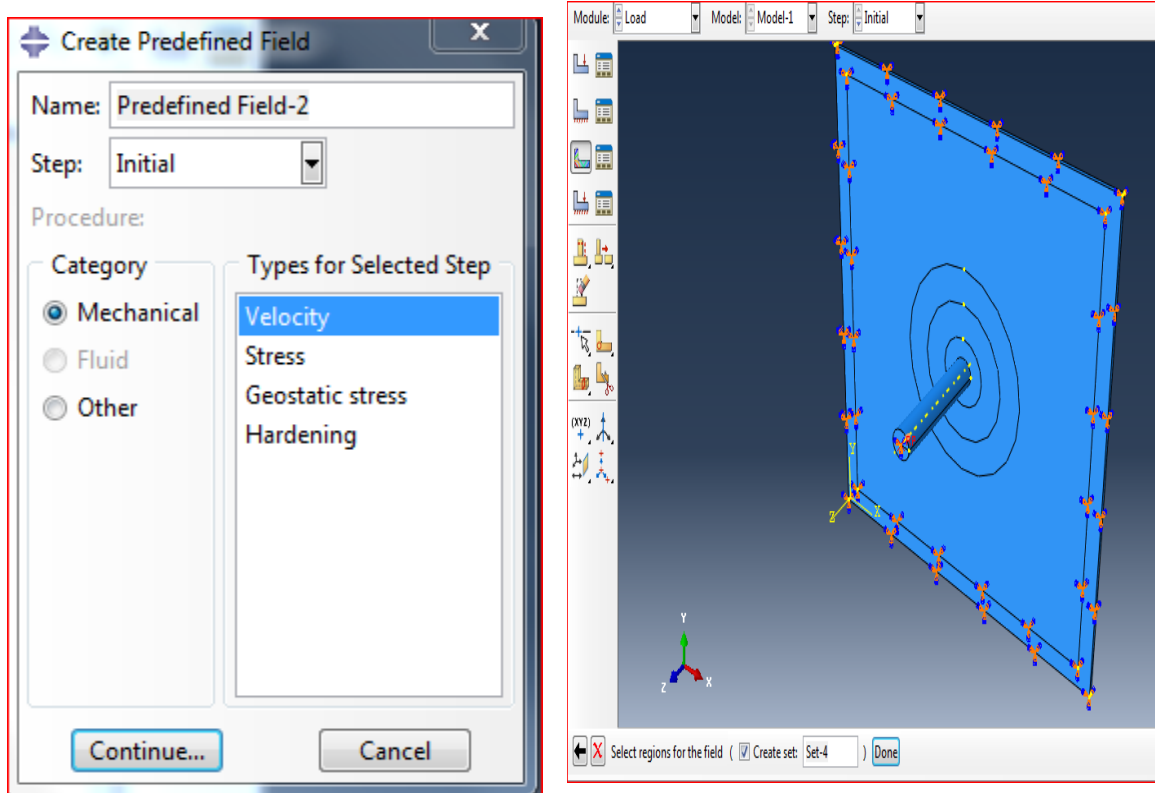 Create Predefined Field
X
Name: Predefined Field-2
Step: Initial
Procedure:
Category
Types for Selected Step
Mechanical
Fluid
Other
Velocity
Stress
Geostatic stress
Hardening
Continue...
Cancel
Module: Load Model: Model-1 Step: Initial
(XYZ)
Y
Z X
Y
Z X
X Select regions for the field ( Create set: Set-4 ) Done